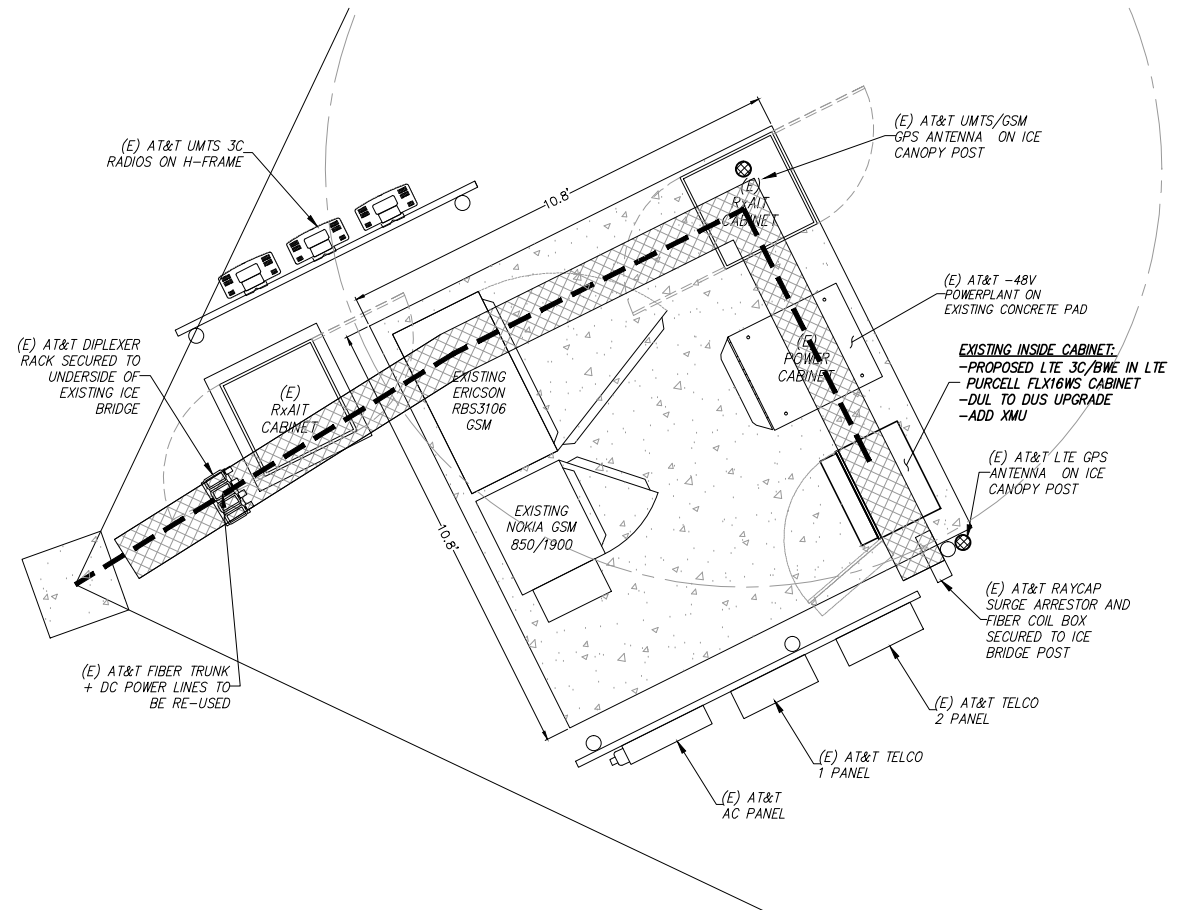 (E) AT&T UMTS 3C
RADIOS ON H-FRAME
(E) AT&T UMTS/GSM
GPS ANTENNA ON ICE
CANOPY POST
10.8'
(E)
RxAIT
CABINET
(E) AT&T -48V
POWERPLANT ON
EXISTING CONCRETE PAD
(E) AT&T DIPLEXER
RACK SECURED TO
UNDERSIDE OF
EXISTING ICE
BRIDGE
(E)
RxAIT
CABINET
EXISTING
ERICSON
RBS3106
GSM
(E)
POWER
CABINET
EXISTING INSIDE CABINET:
-PROPOSED LTE 3C/BWE IN LTE
PURCELL FLX16WS CABINET
-DUL TO DUS UPGRADE
-ADD XMU
(E) AT&T LTE GPS
ANTENNA ON ICE
CANOPY POST
EXISTING
NOKIA GSM
850/1900
10.8'
(E) AT&T RAYCAP
SURGE ARRESTOR AND
FIBER COIL BOX
SECURED TO ICE
BRIDGE POST
(E) AT&T FIBER TRUNK
+ DC POWER LINES TO
BE RE-USED
(E) AT&T TELCO
2 PANEL
(E) AT&T TELCO
1 PANEL
(E) AT&T
AC PANEL